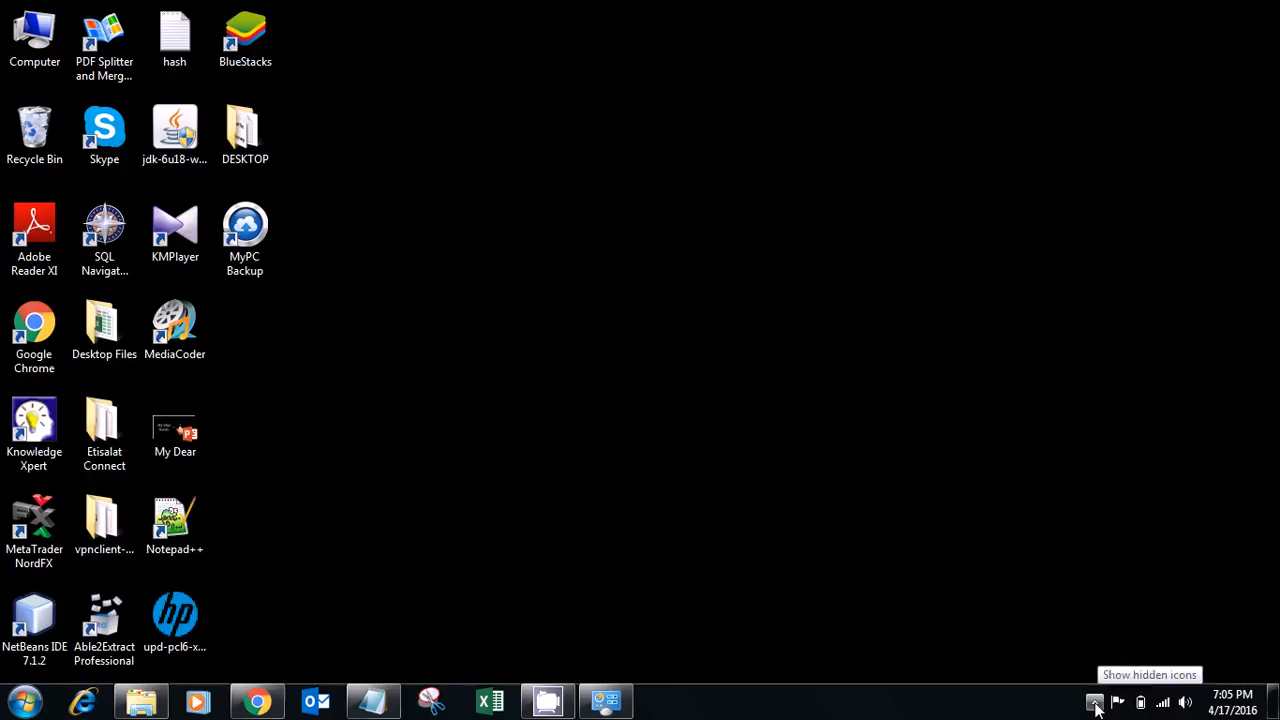 Computer
PDF Splitter
and Merg...
hash
BlueStacks
Recycle Bin
Skype
jdk-6u18-w...
DESKTOP
Adobe
Reader XI
SQL
Navigat...
KMPlayer
MyPC
Backup
Google
Chrome
Desktop Files
MediaCoder
Knowledge
Xpert
Etisalat
Connect
My Dear
MetaTrader
NordFX
vpnclient-...
Notepad++
NetBeans IDE
7.1.2
Able2Extract
Professional
upd-pcl6-x...
Show hidden icons
7:05 PM
4/17/2016